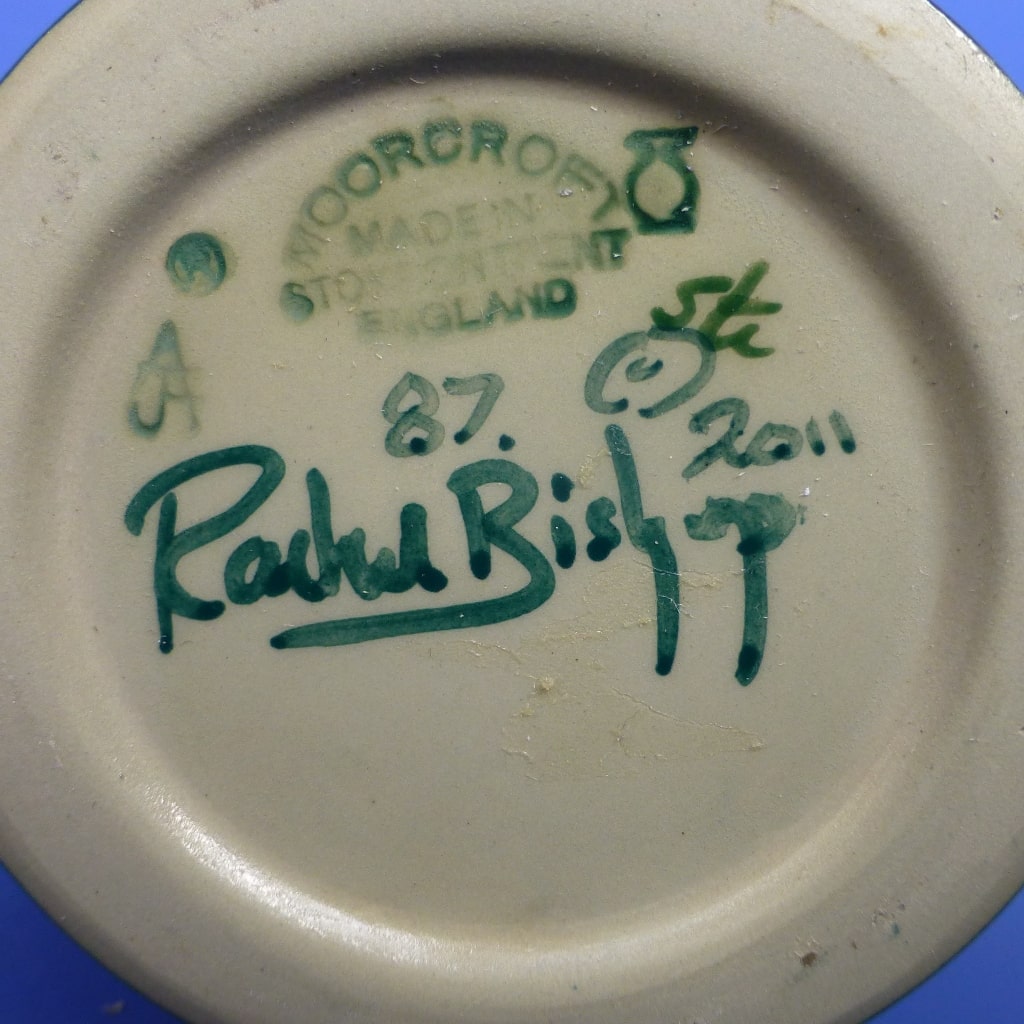 MOORCROFT
MADE IN
STOKE ON TRENT
ENGLAND
W
87.
© 2011
Rachel Bishop